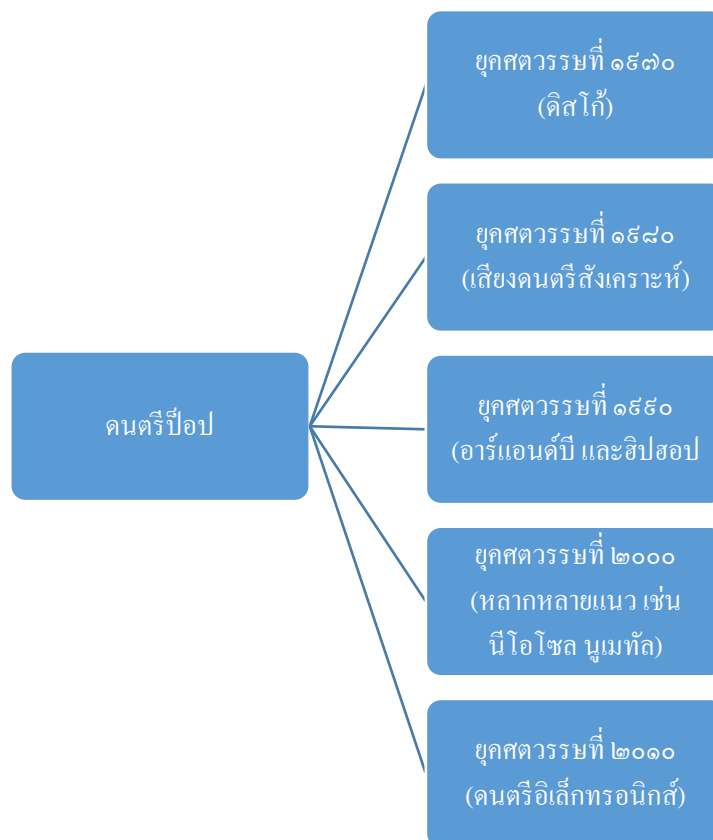 ยุคศตวรรษที่ ๑๙๗๐
(ดิสโก้)
ยุคศตวรรษที่ ๑๙๘๐
(เสียงดนตรีสังเคราะห์)
ดนตรีป็อป
ยุคศตวรรษที่ ๑๙๙๐
(อาร์แอนด์บี และฮิปฮอป
ยุคศตวรรษที่ ๒๐๐๐
(หลากหลายแนว เช่น
นีโอโซล นูเมทัล)
ยุคศตวรรษที่ ๒๐๑๐
(ดนตรีอิเล็กทรอนิกส์)